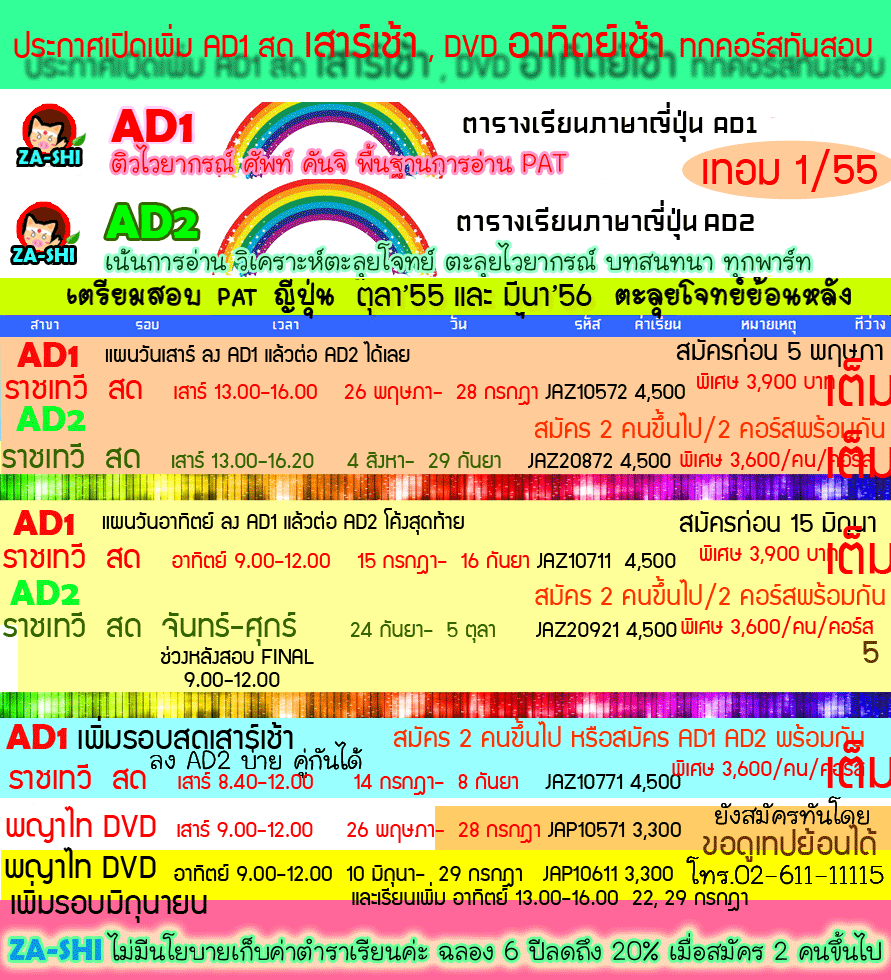 ประกาศเปิดเพิ่ม AD1 สด เสาร์เช้า , DVD อาทิตย์เช้า ทุกคอร์สทันสอบ
ZA-SHI
AD1
ติวไวยากรณ์ ศัพท์ คันจิ พื้นฐานการอ่าน PAT
ตารางเรียนภาษาญี่ปุ่น AD1
เทอม 1/55
ZA-SHI
AD2
ตารางเรียนภาษาญี่ปุ่น AD2
เน้นการอ่าน วิเคราะห์ตะลุยโจทย์ ตะลุยไวยากรณ์ บทสนทนา ทุกพาร์ท
เตรียมสอบ PAT ญี่ปุ่น ตุลา'55 และ มีนา'56 ตะลุยโจทย์ย้อนหลัง
สาขา รอบ เวลา วัน รหัส ค่าเรียน หมายเหตุ ที่ว่าง
AD1 แผนวันเสาร์ ลง AD1 แล้วต่อ AD2 ได้เลย สมัครก่อน 5 พฤษภา
ราชเทวี สด เสาร์ 13.00-16.00 26 พฤษภา- 28 กรกฎา JAZ10572 4,500 พิเศษ 3,900 บาท เต็ม
AD2 สมัคร 2 คนขึ้นไป/2 คอร์สพร้อมกัน
ราชเทวี สด เสาร์ 13.00-16.20 4 สิงหา- 29 กันยา JAZ20872 4,500 พิเศษ 3,600/คน/คอร์ส เต็ม
AD1 แผนวันอาทิตย์ ลง AD1 แล้วต่อ AD2 โค้งสุดท้าย สมัครก่อน 15 มิถุนา
ราชเทวี สด อาทิตย์ 9.00-12.00 15 กรกฎา- 16 กันยา JAZ10711 4,500 พิเศษ 3,900 บาท เต็ม
AD2 สมัคร 2 คนขึ้นไป/2 คอร์สพร้อมกัน
ราชเทวี สด จันทร์-ศุกร์ 24 กันยา- 5 ตุลา JAZ20921 4,500 พิเศษ 3,600/คน/คอร์ส
ช่วงหลังสอบ FINAL 5
9.00-12.00
AD1 เพิ่มรอบสดเสาร์เช้า สมัคร 2 คนขึ้นไป หรือสมัคร AD1 AD2 พร้อมกัน
ลง AD2 บ่าย คู่กันได้
ราชเทวี สด เสาร์ 8.40-12.00 14 กรกฎา- 8 กันยา JAZ10771 4,500 พิเศษ 3,600/คน/คอร์ส เต็ม
พญาไท DVD เสาร์ 9.00-12.00 26 พฤษภา- 28 กรกฎา JAP10571 3,300 ยังสมัครทันโดย
ขอดูเทปย้อนได้
พญาไท DVD อาทิตย์ 9.00-12.00 10 มิถุนา- 29 กรกฎา JAP10611 3,300 โทร.02-611-11115
เพิ่มรอบมิถุนายน และเรียนเพิ่ม อาทิตย์ 13.00-16.00 22, 29 กรกฎา
ZA-SHI ไม่มีนโยบายเก็บค่าตำราเรียนค่ะ ฉลอง 6 ปีลดถึง 20% เมื่อสมัคร 2 คนขึ้นไป